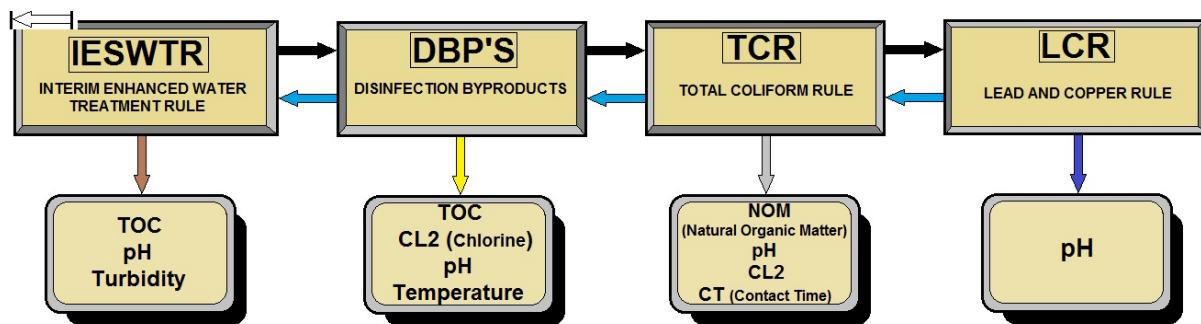 IESWTR
INTERIM ENHANCED WATER
TREATMENT RULE
DBP'S
DISINFECTION BYPRODUCTS
TCR
TOTAL COLIFORM RULE
LCR
LEAD AND COPPER RULE
TOC
pH
Turbidity
TOC
CL2 (Chlorine)
pH
Temperature
NOM
(Natural Organic Matter)
pH
CL2
CT (Contact Time)
pH